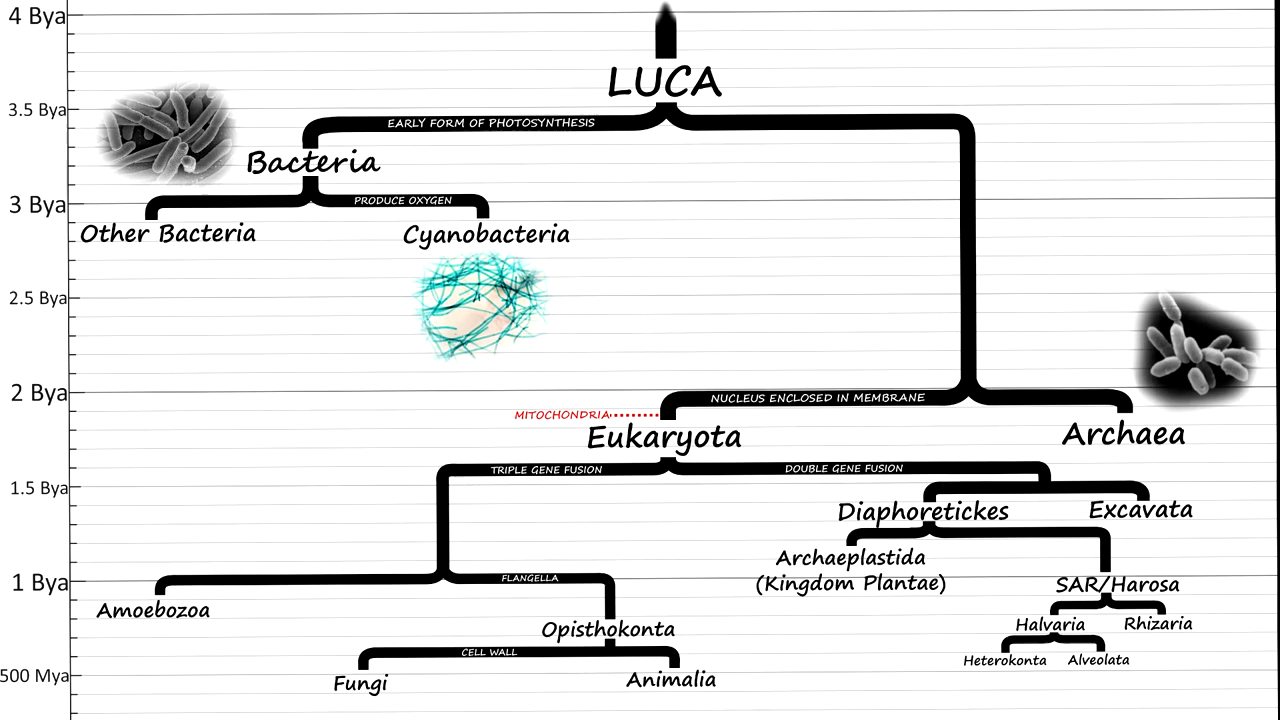 4 Bya
LUCA
3.5 Bya
EARLY FORM OF PHOTOSYNTHESIS
Bacteria
3 Bya
PRODUCE OXYGEN
Other Bacteria
Cyanobacteria
2.5 Bya
2 Bya
NUCLEUS ENCLOSED IN MEMBRANE
MITOCHONDRIA
Eukaryota
Archaea
TRIPLE GENE FUSION
DOUBLE GENE FUSION
1.5 Bya
Diaphoretickes
Excavata
Archaeplastida
(Kingdom Plantae)
1 Bya
FLANGELLA
SAR/Harosa
Amoebozoa
Opisthokonta
Halvaria
Rhizaria
CELL WALL
Heterokonta
Alveolata
500 Mya
Fungi
Animalia